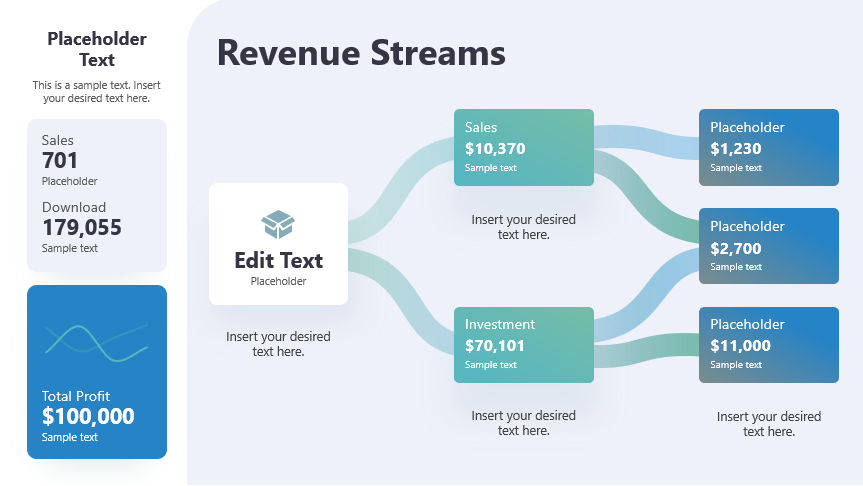 Placeholder
Text
This is a sample text. Insert
your desired text here.
Sales
701
Placeholder
Download
179,055
Sample text
Total Profit
$100,000
Sample text
Revenue Streams
Edit Text
Placeholder
Insert your desired
text here.
Sales
$10,370
Sample text
Insert your desired
text here.
Investment
$70,101
Sample text
Insert your desired
text here.
Placeholder
$1,230
Sample text
Placeholder
$2,700
Sample text
Placeholder
$11,000
Sample text
Insert your desired
text here.